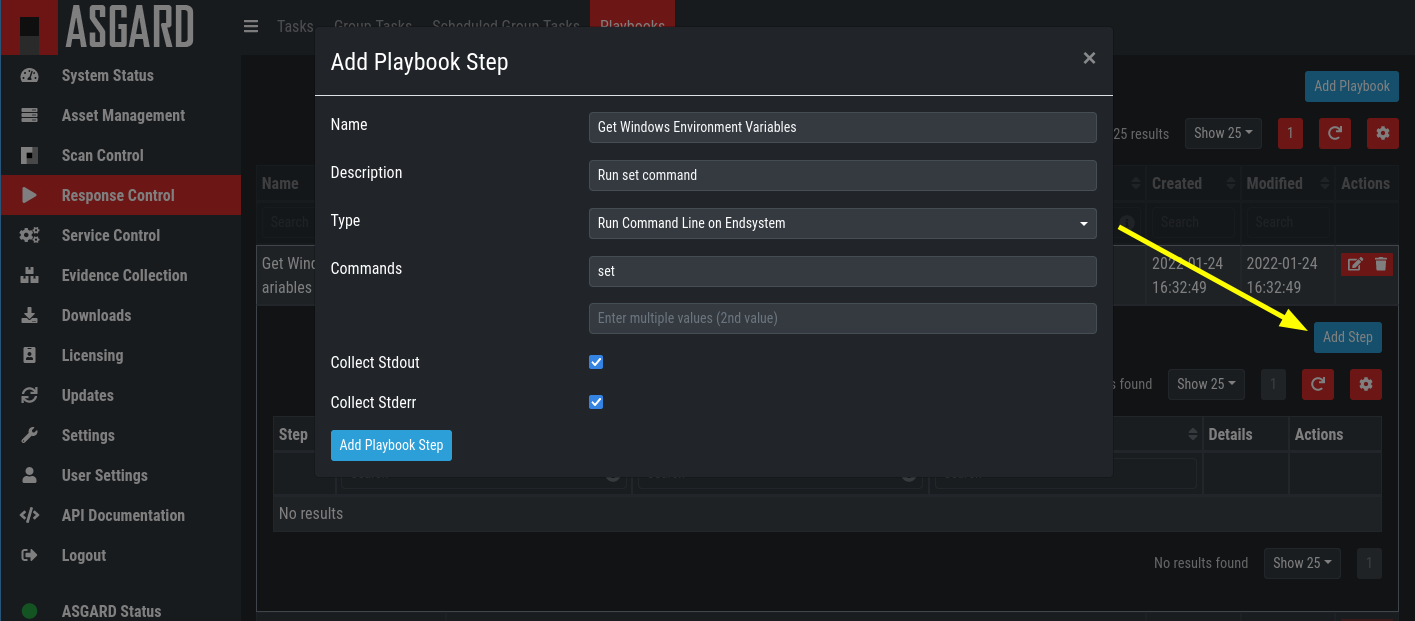 ASGARD
Tasks Group Tasks Scheduled Group Tasks Playbooks
System Status
Asset Management
Scan Control
Response Control
Service Control
Evidence Collection
Downloads
Licensing
Updates
Settings
User Settings
API Documentation
Logout
ASGARD Status
Add Playbook
25 results Show 25 1
Name Created Modified Actions
Search Search Search
Get Wind
ariables
2022-01-24 2022-01-24
16:32:49 16:32:49
Add Playbook Step ×
Name Get Windows Environment Variables
Description Run set command
Type Run Command Line on Endsystem
Commands set
Enter multiple values (2nd value)
Collect Stdout
Collect Stderr
Add Playbook Step
Add Step
s found Show 25 1
Step Details Actions
No results
No results found Show 25 1